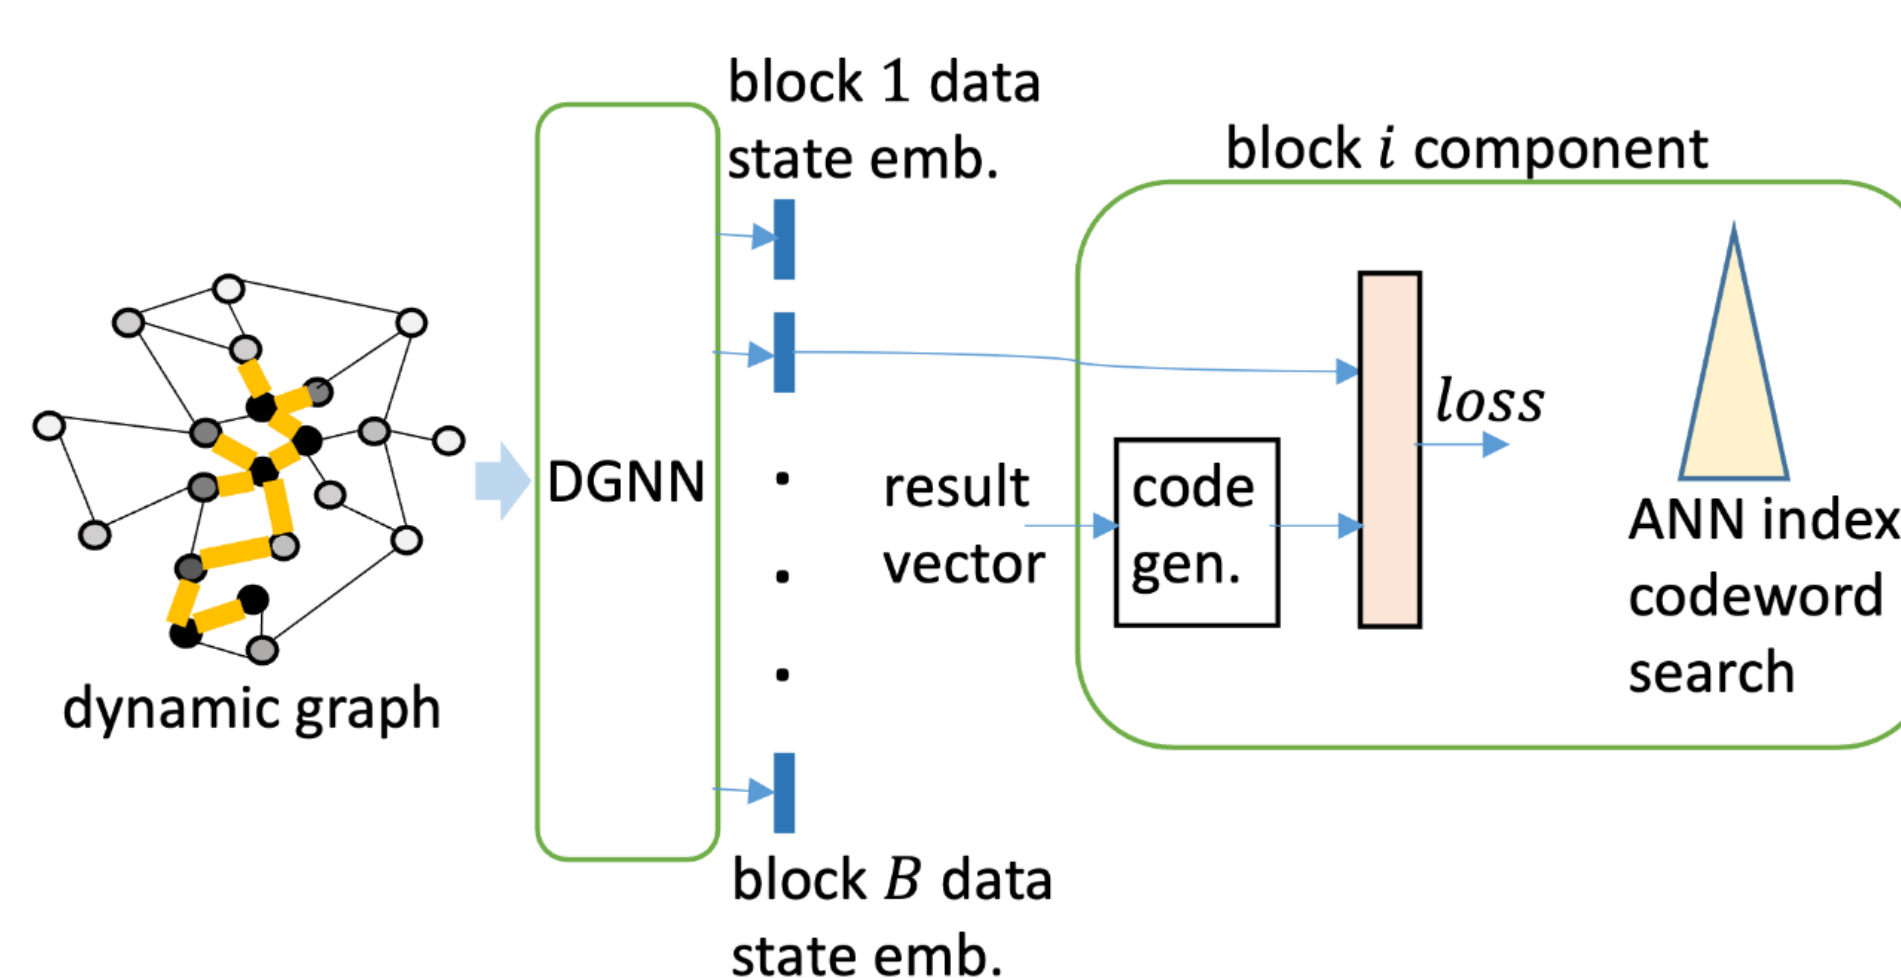 block 1 data
state emb.
block i component
loss
DGNN
result
vector
code
gen.
ANN index
codeword
search
dynamic graph
block B data
state emb.